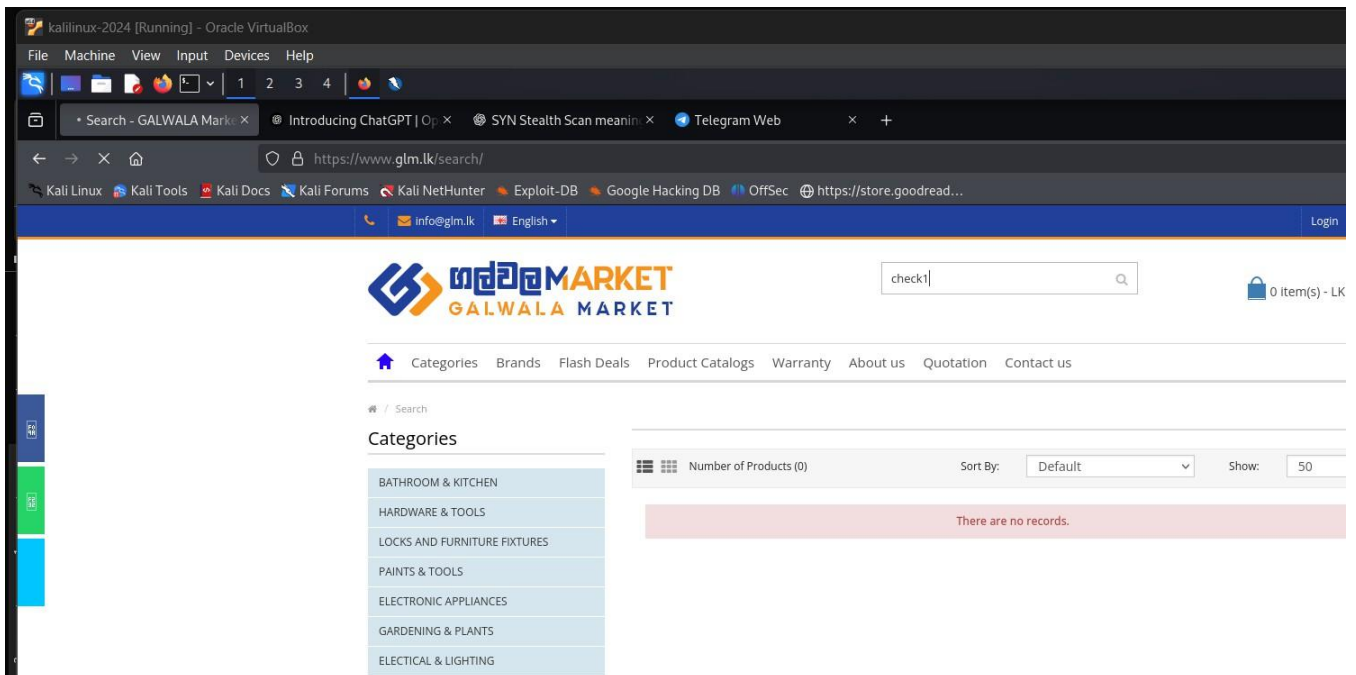 kalilinux-2024 [Running] - Oracle VirtualBox
File Machine View Input Devices Help
1 2 3 4
• Search - GALWALA Marke × Introducing ChatGPT | Op × SYN Stealth Scan meanin × Telegram Web × +
https://www.glm.lk/search/
Kali Linux Kali Tools Kali Docs Kali Forums Kali NetHunter Exploit-DB Google Hacking DB OffSec https://store.goodread...
info@glm.lk English Login
ගල්වල MARKET
GALWALA MARKET
check1
0 item(s) - LK
Categories Brands Flash Deals Product Catalogs Warranty About us Quotation Contact us
/ Search
Categories
Number of Products (0) Sort By: Default Show: 50
BATHROOM & KITCHEN
HARDWARE & TOOLS
There are no records.
LOCKS AND FURNITURE FIXTURES
PAINTS & TOOLS
ELECTRONIC APPLIANCES
GARDENING & PLANTS
ELECTICAL & LIGHTING